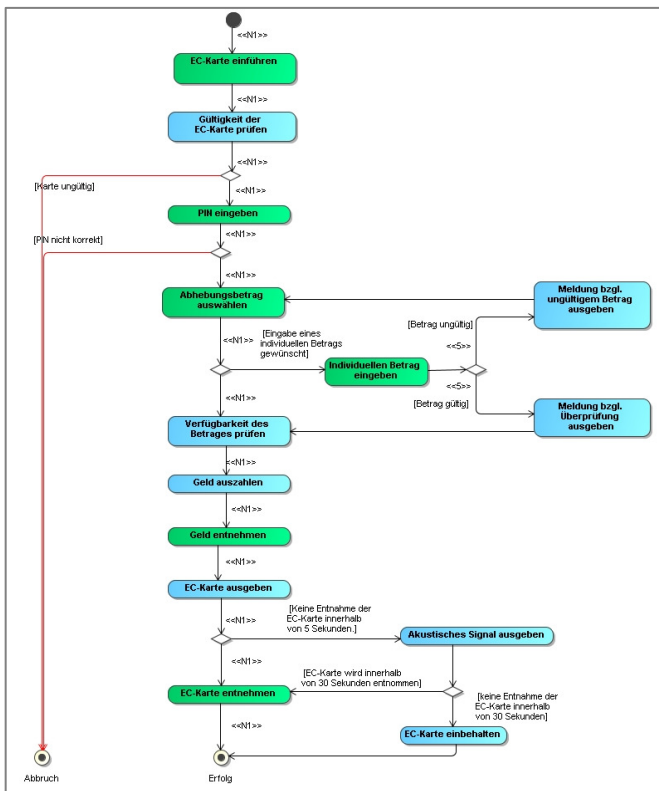 <<N1>>
EC-Karte einführen
<<N1>>
Gültigkeit der
EC-Karte prüfen
<<N1>>
[Karte ungültig]
<<N1>>
PIN eingeben
[PIN nicht korrekt]
<<N1>>
<<N1>>
Abhebungsbetrag
auswählen
Meldung bzgl.
ungültigem Betrag
ausgeben
[Eingabe eines
individuellen Betrags
gewünscht]
<<N1>>
[Betrag ungültig]
<<5>>
Individuellen Betrag
eingeben
<<5>>
<<N1>>
[Betrag gültig]
Meldung bzgl.
Überprüfung
ausgeben
Verfügbarkeit des
Betrages prüfen
<<N1>>
Geld auszahlen
<<N1>>
Geld entnehmen
<<N1>>
EC-Karte ausgeben
<<N1>>
[Keine Entnahme der
EC-Karte innerhalb
von 5 Sekunden.]
Akustisches Signal ausgeben
<<N1>>
[EC-Karte wird innerhalb
von 30 Sekunden entnommen]
EC-Karte entnehmen
[keine Entnahme der
EC-Karte innerhalb
von 30 Sekunden]
<<N1>>
EC-Karte einbehalten
Abbruch
Erfolg